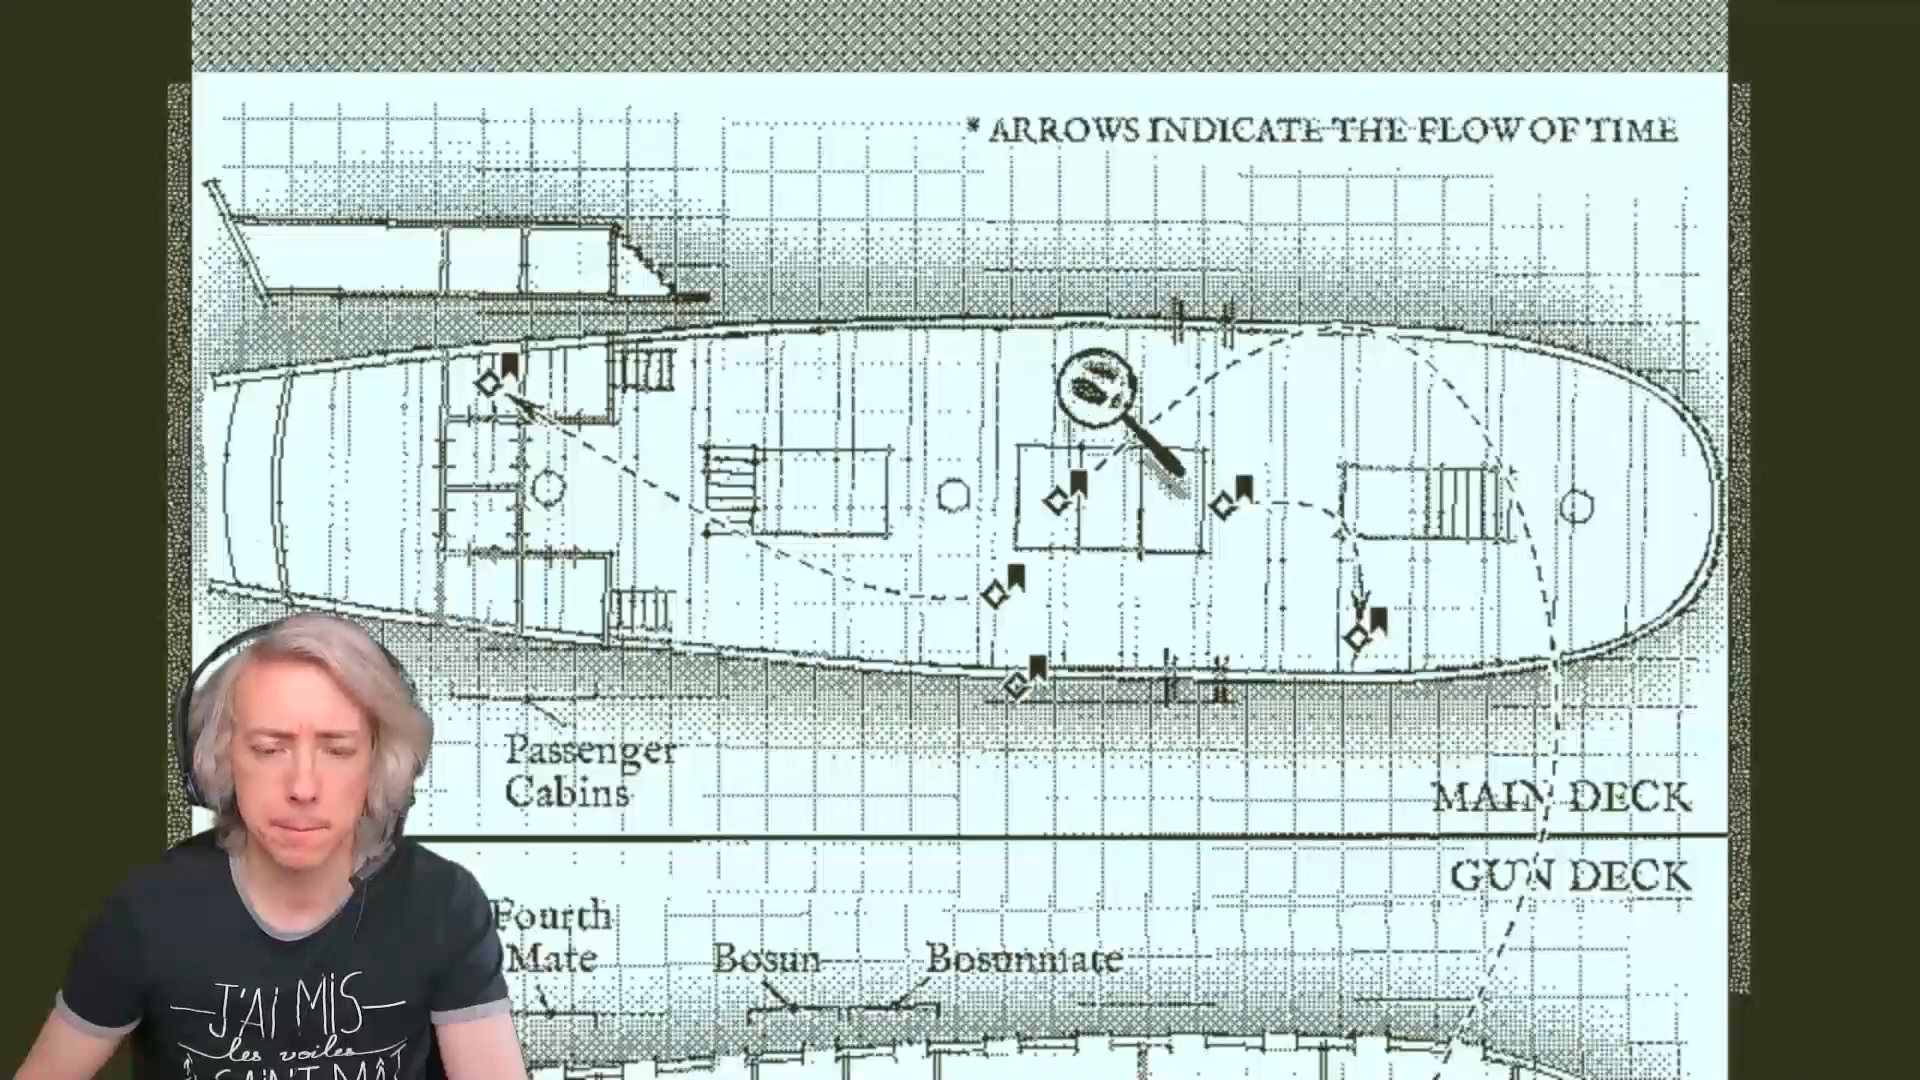 * ARROWS INDICATE THE FLOW OF TIME
Passenger
Cabins
MAIN DECK
GUN DECK
Fourth
Mate
Bosun
Bosunmate
J'AI MIS
les voiles